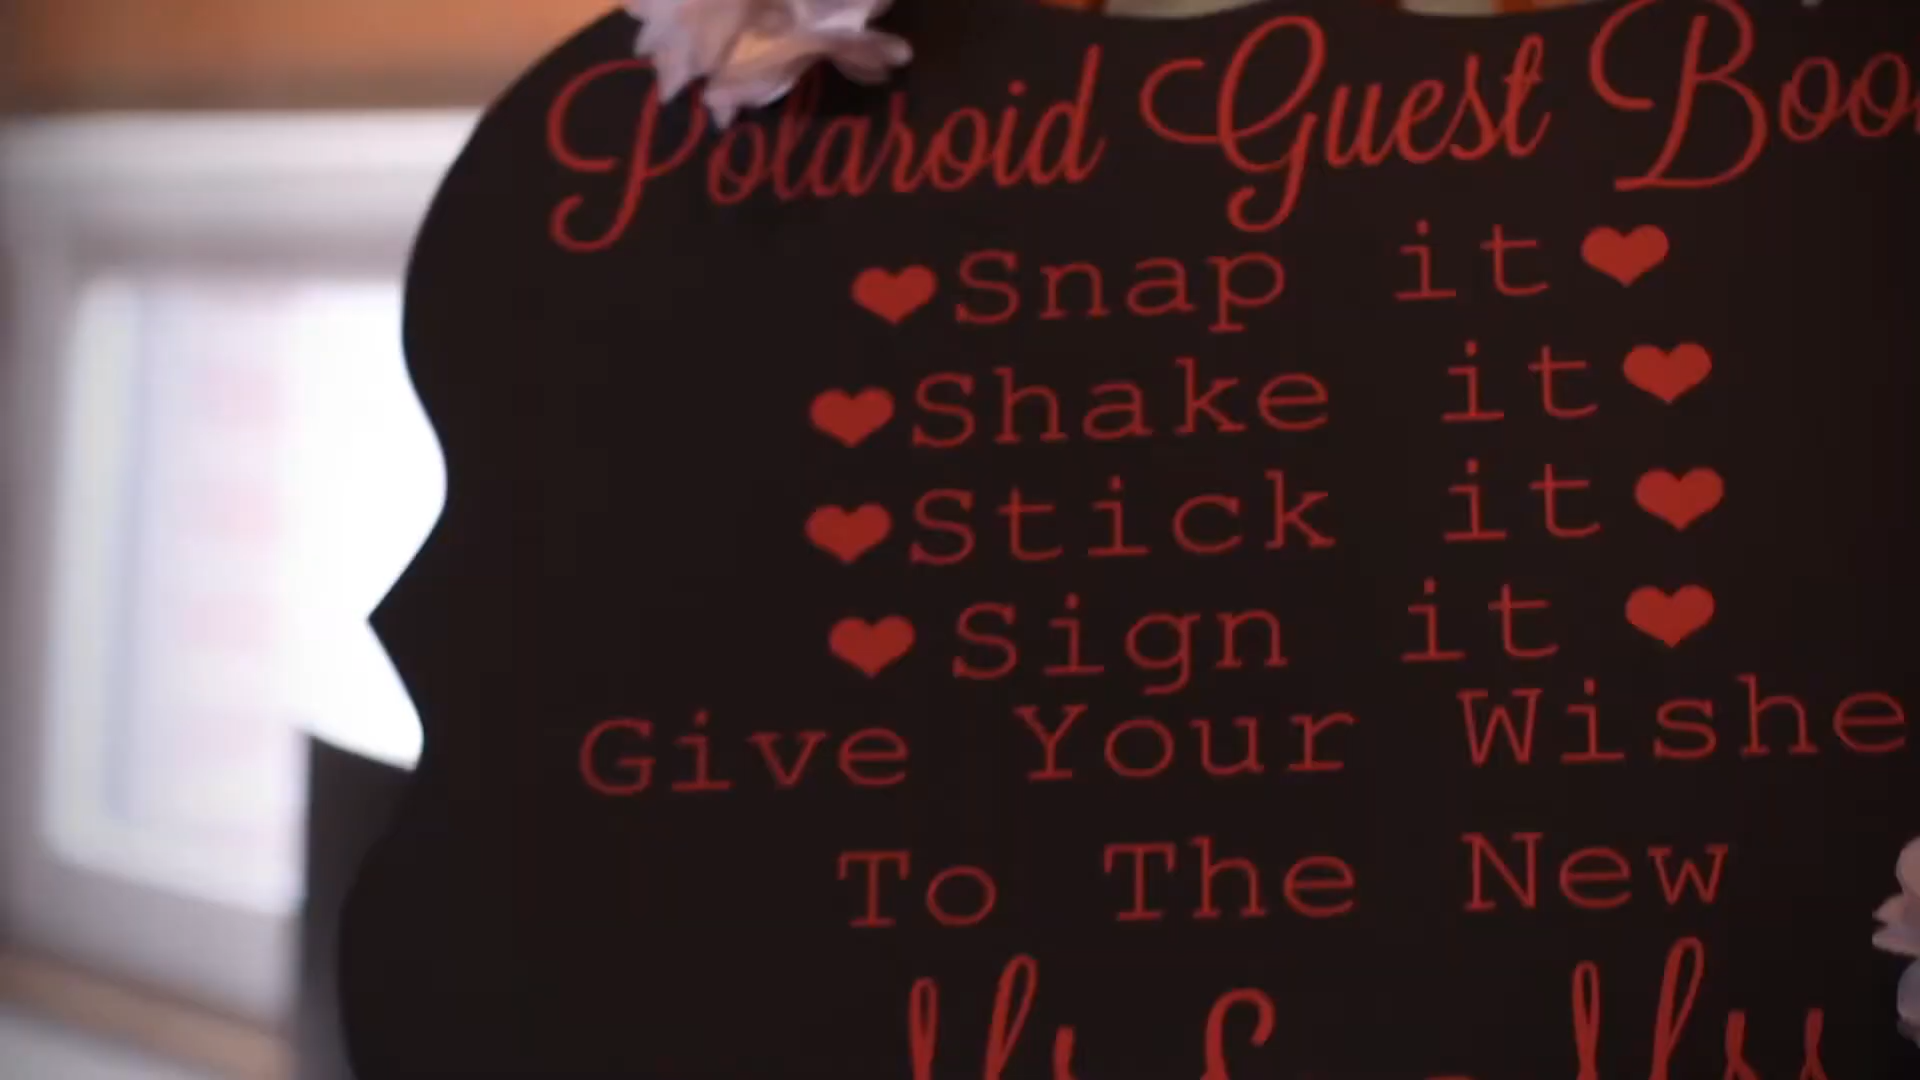 Polaroid Guest Boo
❤Snap it❤
❤Shake it❤
❤Stick it❤
❤Sign it❤
Give Your Wishe
To The New